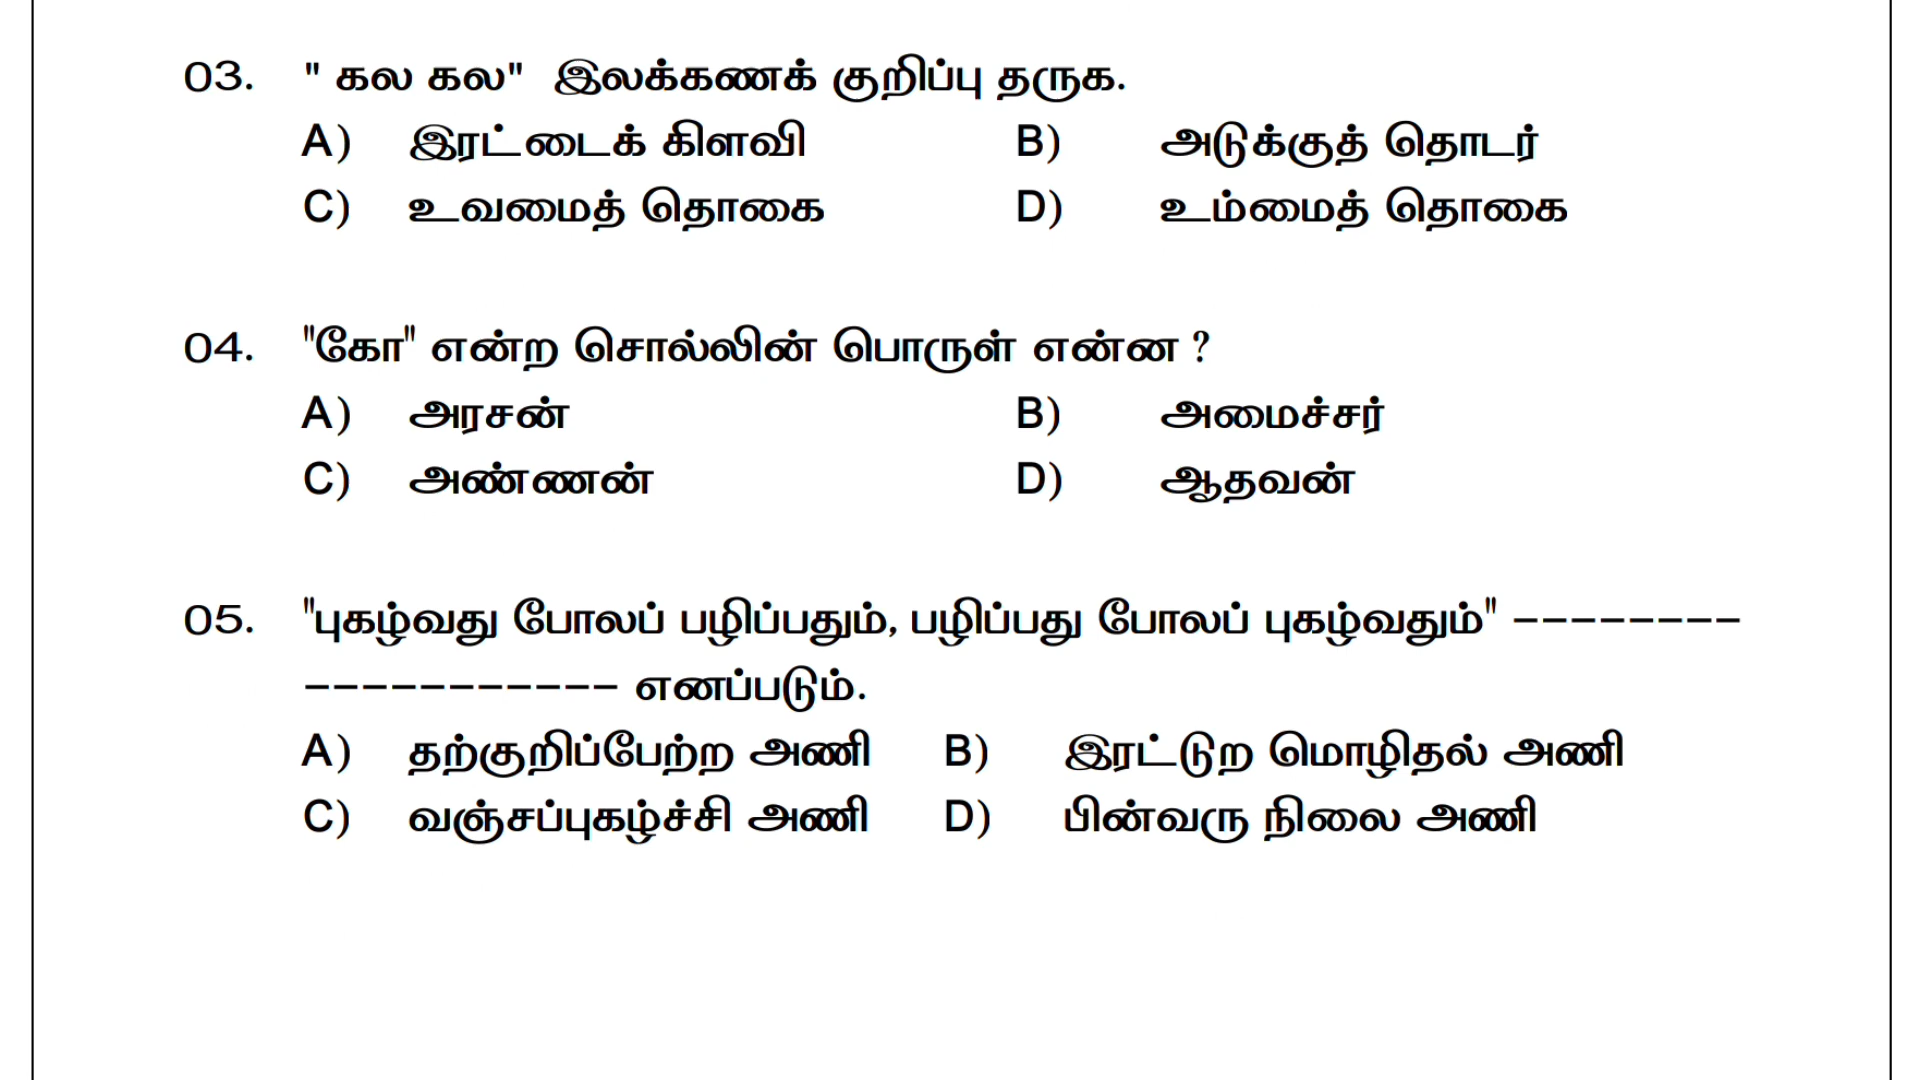 03. " கல கல" இலக்கணக் குறிப்பு தருக.
A) இரட்டைக் கிளவி B) அடுக்குத் தொடர்
C) உவமைத் தொகை D) உம்மைத் தொகை
04. "கோ" என்ற சொல்லின் பொருள் என்ன ?
A) அரசன் B) அமைச்சர்
C) அண்ணன் D) ஆதவன்
05. "புகழ்வது போலப் பழிப்பதும், பழிப்பது போலப் புகழ்வதும்" --------
----------- எனப்படும்.
A) தற்குறிப்பேற்ற அணி B) இரட்டுற மொழிதல் அணி
C) வஞ்சப்புகழ்ச்சி அணி D) பின்வரு நிலை அணி